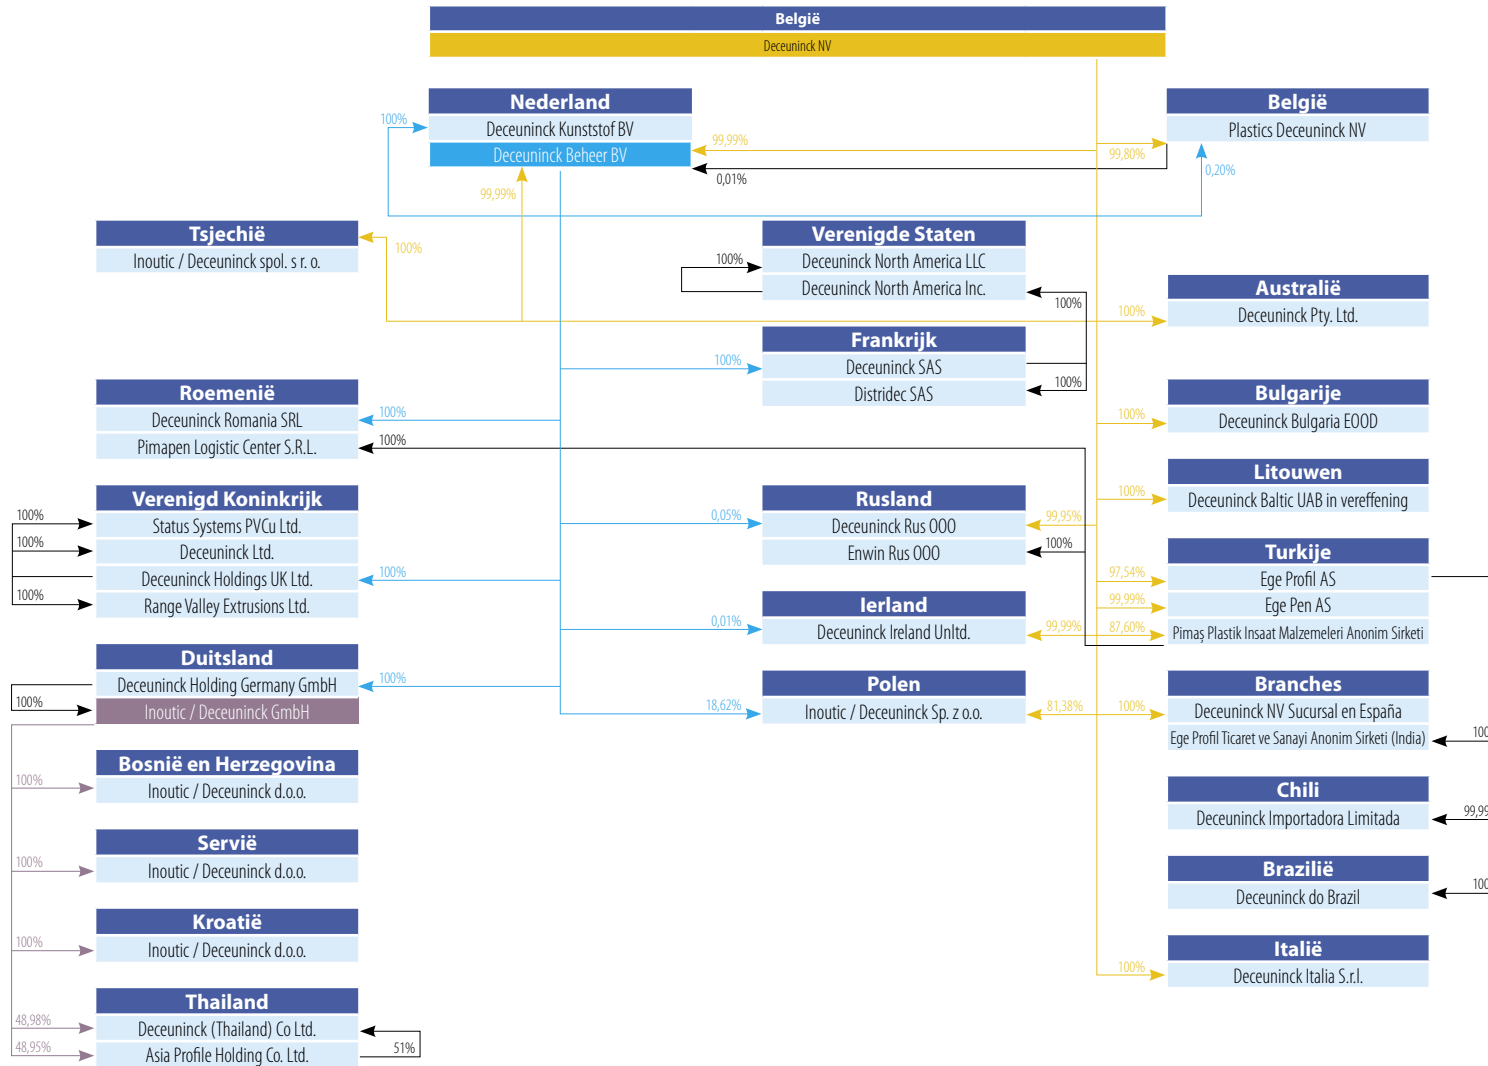 België
Deceuninck NV
Nederland
Deceuninck Kunststof BV
Deceuninck Beheer BV
België
Plastics Deceuninck NV
100%
99,99%
99,80%
0,01%
0,20%
99,99%
Tsjechië
Inoutic / Deceuninck spol. s r. o.
100%
Verenigde Staten
Deceuninck North America LLC
Deceuninck North America Inc.
100%
100%
Australië
Deceuninck Pty. Ltd.
100%
Frankrijk
Deceuninck SAS
Distridec SAS
100%
100%
Roemenië
Deceuninck Romania SRL
Pimapen Logistic Center S.R.L.
100%
100%
Bulgarije
Deceuninck Bulgaria EOOD
100%
Litouwen
Deceuninck Baltic UAB in vereffening
100%
Verenigd Koninkrijk
Status Systems PVCu Ltd.
Deceuninck Ltd.
Deceuninck Holdings UK Ltd.
Range Valley Extrusions Ltd.
100%
100%
100%
100%
Rusland
Deceuninck Rus OOO
Enwin Rus OOO
0,05%
99,95%
100%
Turkije
Ege Profil AS
Ege Pen AS
Pimaş Plastik Insaat Malzemeleri Anonim Sirketi
97,54%
99,99%
87,60%
Ierland
Deceuninck Ireland Unltd.
0,01%
99,99%
Duitsland
Deceuninck Holding Germany GmbH
Inoutic / Deceuninck GmbH
100%
100%
Polen
Inoutic / Deceuninck Sp. z o.o.
18,62%
81,38%
Branches
Deceuninck NV Sucursal en España
Ege Profil Ticaret ve Sanayi Anonim Sirketi (India)
100%
100
Bosnië en Herzegovina
Inoutic / Deceuninck d.o.o.
100%
Chili
Deceuninck Importadora Limitada
99,99
Servië
Inoutic / Deceuninck d.o.o.
100%
Brazilië
Deceuninck do Brazil
100
Kroatië
Inoutic / Deceuninck d.o.o.
100%
Italië
Deceuninck Italia S.r.l.
100%
Thailand
Deceuninck (Thailand) Co Ltd.
Asia Profile Holding Co. Ltd.
48,98%
48,95%
51%